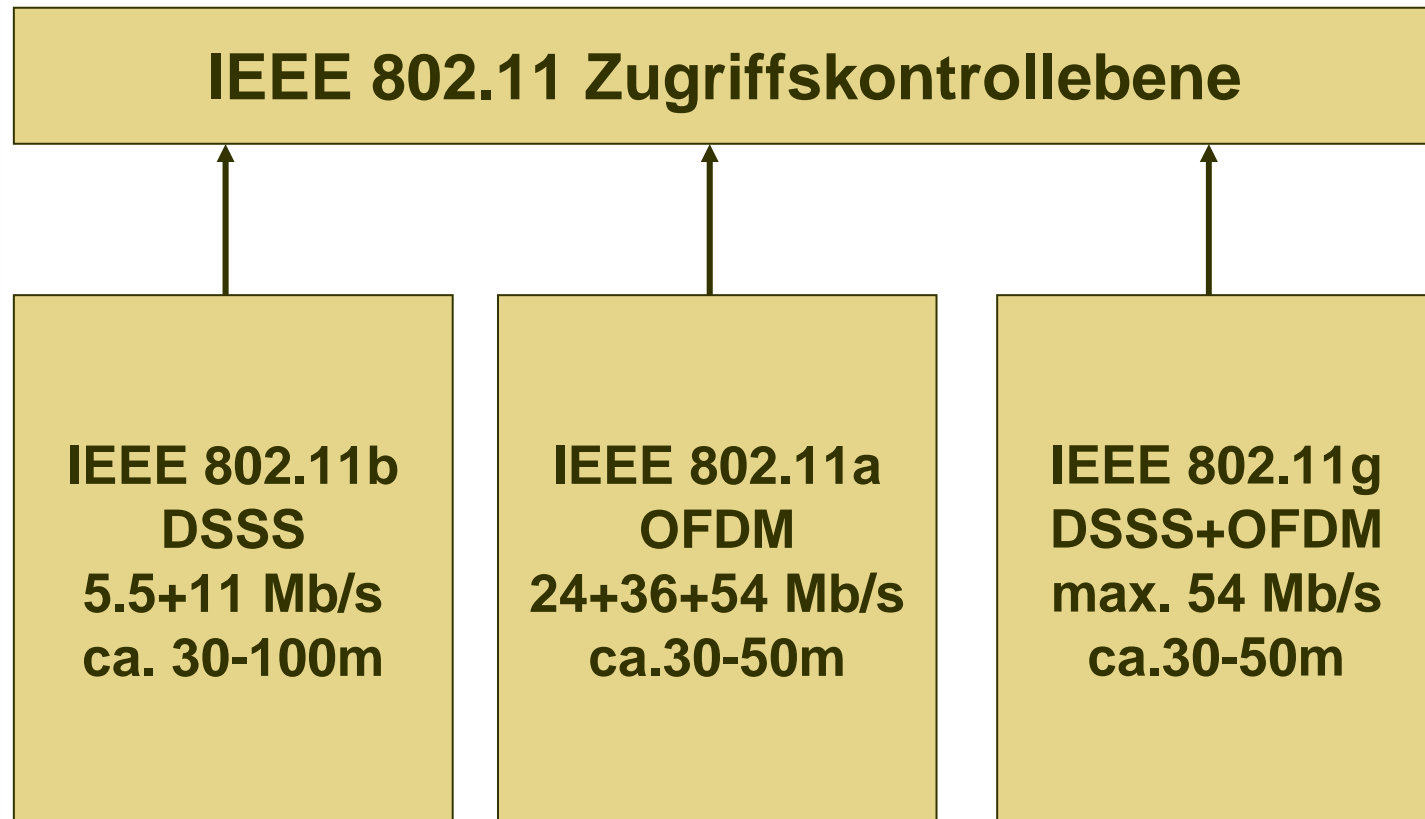 IEEE 802.11 Zugriffskontrollebene
IEEE 802.11b
DSSS
5.5+11 Mb/s
ca. 30-100m
IEEE 802.11a
OFDM
24+36+54 Mb/s
ca.30-50m
IEEE 802.11g
DSSS+OFDM
max. 54 Mb/s
ca.30-50m